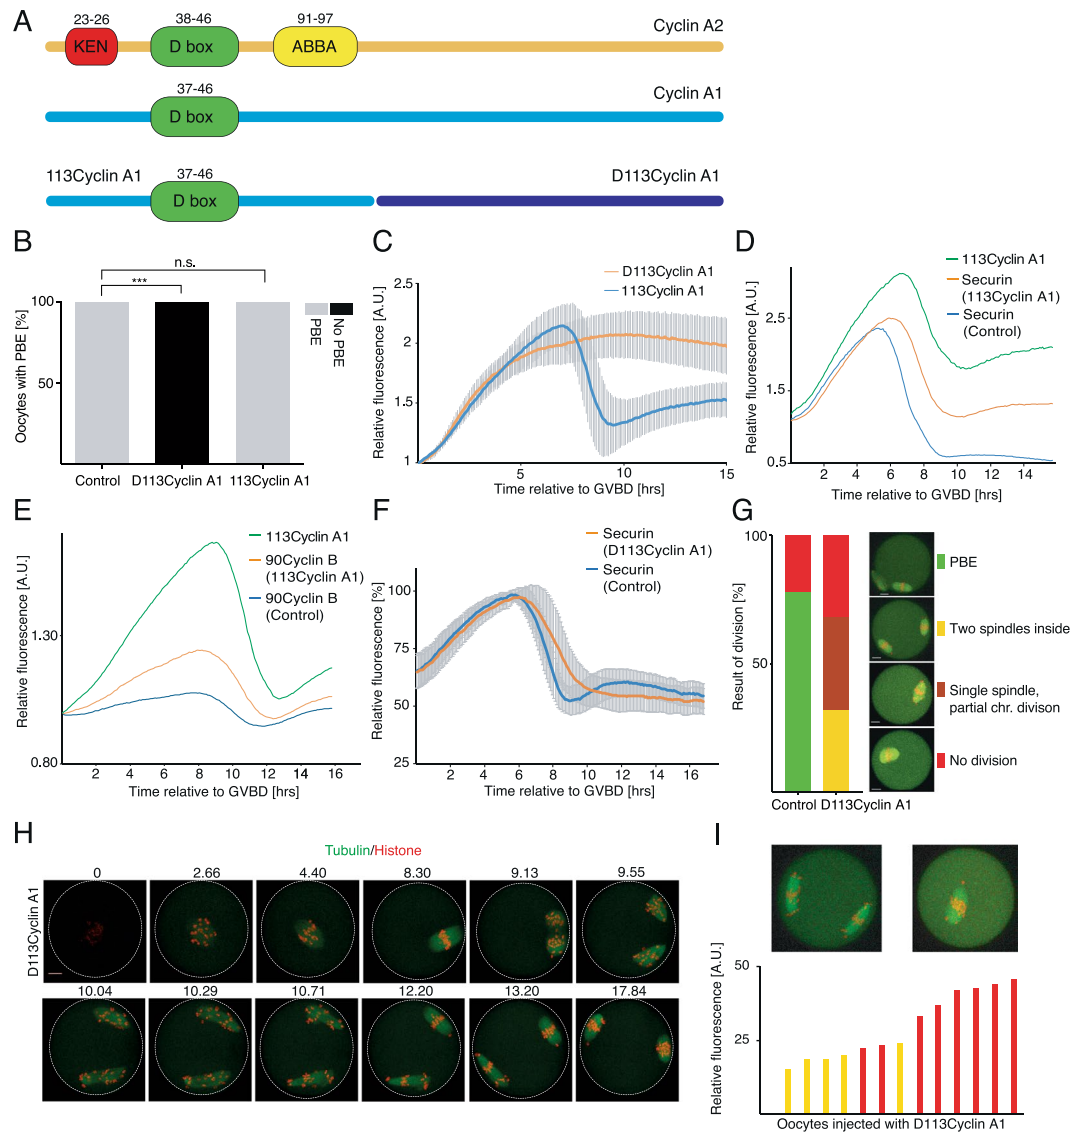 A
23-26
38-46
91-97
KEN
D box
ABBA
Cyclin A2
37-46
D box
Cyclin A1
113Cyclin A1
37-46
D box
D113Cyclin A1
B
n.s.
***
Oocytes with PBE [%]
100
50
PBE
No PBE
Control
D113Cyclin A1
113Cyclin A1
C
D113Cyclin A1
113Cyclin A1
Relative fluorescence [A.U.]
2.5
2
1.5
1
5
10
15
Time relative to GVBD [hrs]
D
113Cyclin A1
Securin
(113Cyclin A1)
Securin
(Control)
Relative fluorescence [A.U.]
2.5
1.5
0.5
2 4 6 8 10 12 14
Time relative to GVBD [hrs]
E
113Cyclin A1
90Cyclin B
(113Cyclin A1)
90Cyclin B
(Control)
Relative fluorescence [A.U.]
1.30
0.80
2 4 6 8 10 12 14 16
Time relative to GVBD [hrs]
F
Securin
(D113Cyclin A1)
Securin
(Control)
Relative fluorescence [%]
100
75
50
25
2 4 6 8 10 12 14 16
Time relative to GVBD [hrs]
G
Result of division [%]
100
50
Control D113Cyclin A1
PBE
Two spindles inside
Single spindle,
partial chr. divison
No division
H
Tubulin/Histone
D113Cyclin A1
0 2.66 4.40 8.30 9.13 9.55
10.04 10.29 10.71 12.20 13.20 17.84
I
Relative fluorescence [A.U.]
50
25
Oocytes injected with D113Cyclin A1